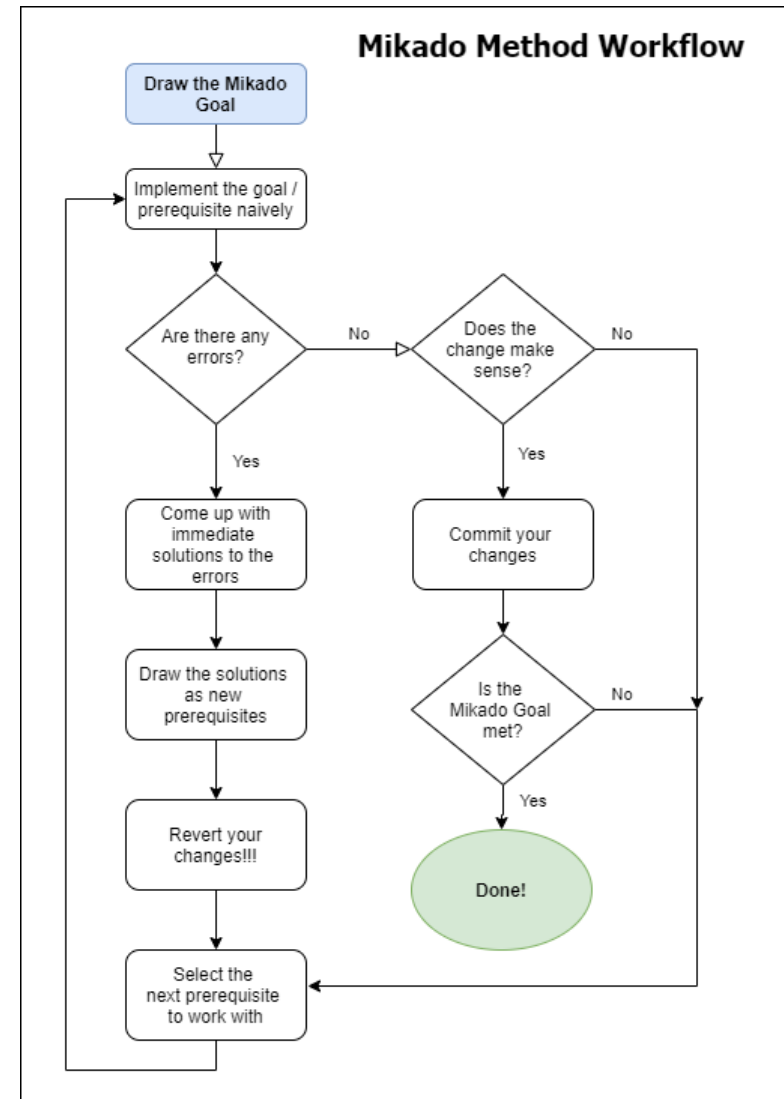 Mikado Method Workflow
Draw the Mikado
Goal
Implement the goal /
prerequisite naively
Are there any
errors?
No
Does the
change make
sense?
No
Yes
Yes
Come up with
immediate
solutions to the
errors
Commit your
changes
Draw the solutions
as new
prerequisites
Is the
Mikado Goal
met?
No
Yes
Revert your
changes!!!
Done!
Select the
next prerequisite
to work with